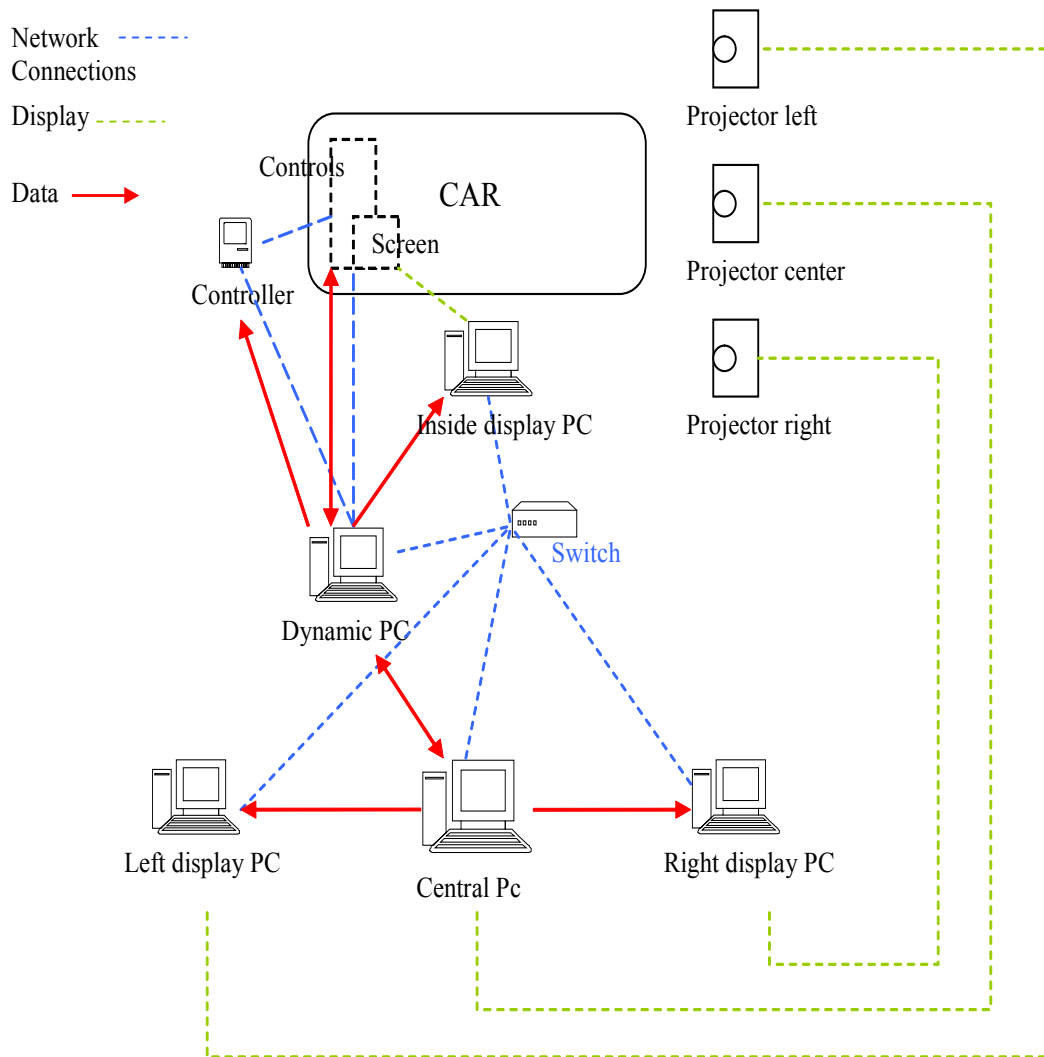 Network
Connections
Display
Data
Controls
CAR
Screen
Controller
Inside display PC
Projector left
Projector center
Projector right
Switch
Dynamic PC
Left display PC
Central Pc
Right display PC